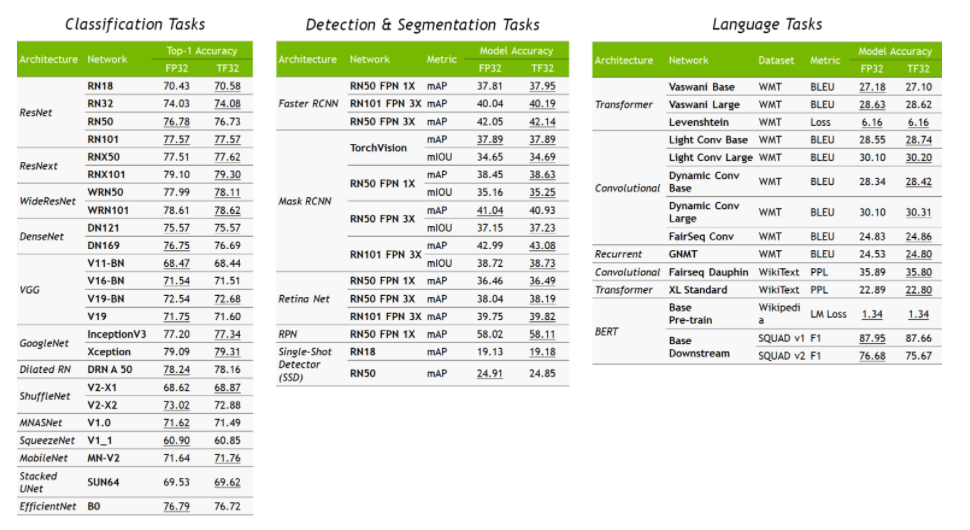 Classification Tasks
Architecture Network Top-1 Accuracy
FP32 TF32
ResNet RN18 70.43 70.58
RN32 74.03 74.08
RN50 76.78 76.73
RN101 77.57 77.57
ResNext RNX50 77.51 77.62
RNX101 79.10 79.30
WideResNet WRN50 77.99 78.11
WRN101 78.61 78.62
DenseNet DN121 75.57 75.57
DN169 76.75 76.69
VGG V11-BN 68.47 68.44
V16-BN 71.54 71.51
V19-BN 72.54 72.68
V19 71.75 71.60
GoogleNet InceptionV3 77.20 77.34
Xception 79.09 79.31
Dilated RN DRN A 50 78.24 78.16
ShuffleNet V2-X1 68.62 68.87
V2-X2 73.02 72.88
MNASNet V1.0 71.62 71.49
SqueezeNet V1_1 60.90 60.85
MobileNet MN-V2 71.64 71.76
Stacked
UNet SUN64 69.53 69.62
EfficientNet B0 76.79 76.72
Detection & Segmentation Tasks
Architecture Network Metric Model Accuracy
FP32 TF32
Faster RCNN RN50 FPN 1X mAP 37.81 37.95
RN101 FPN 3X mAP 40.04 40.19
RN50 FPN 3X mAP 42.05 42.14
Mask RCNN TorchVision mAP 37.89 37.89
mIOU 34.65 34.69
RN50 FPN 1X mAP 38.45 38.63
mIOU 35.16 35.25
RN50 FPN 3X mAP 41.04 40.93
mIOU 37.15 37.23
RN101 FPN 3X mAP 42.99 43.08
mIOU 38.72 38.73
Retina Net RN50 FPN 1X mAP 36.46 36.49
RN50 FPN 3X mAP 38.04 38.19
RN101 FPN 3X mAP 39.75 39.82
RPN RN50 FPN 1X mAP 58.02 58.11
Single-Shot RN18 mAP 19.13 19.18
Detector
(SSD) RN50 mAP 24.91 24.85
Language Tasks
Architecture Network Dataset Metric Model Accuracy
FP32 TF32
Transformer Vaswani Base WMT BLEU 27.18 27.10
Vaswani Large WMT BLEU 28.63 28.62
Levenshtein WMT Loss 6.16 6.16
Convolutional Light Conv Base WMT BLEU 28.55 28.74
Light Conv Large WMT BLEU 30.10 30.20
Dynamic Conv
Base WMT BLEU 28.34 28.42
Dynamic Conv
Large WMT BLEU 30.10 30.31
FairSeq Conv WMT BLEU 24.83 24.86
Recurrent GNMT WMT BLEU 24.53 24.80
Convolutional Fairseq Dauphin WikiText PPL 35.89 35.80
Transformer XL Standard WikiText PPL 22.89 22.80
BERT Base Wikipedi
Pre-train a LM Loss 1.34 1.34
Base SQUAD v1 F1 87.95 87.66
Downstream SQUAD v2 F1 76.68 75.67